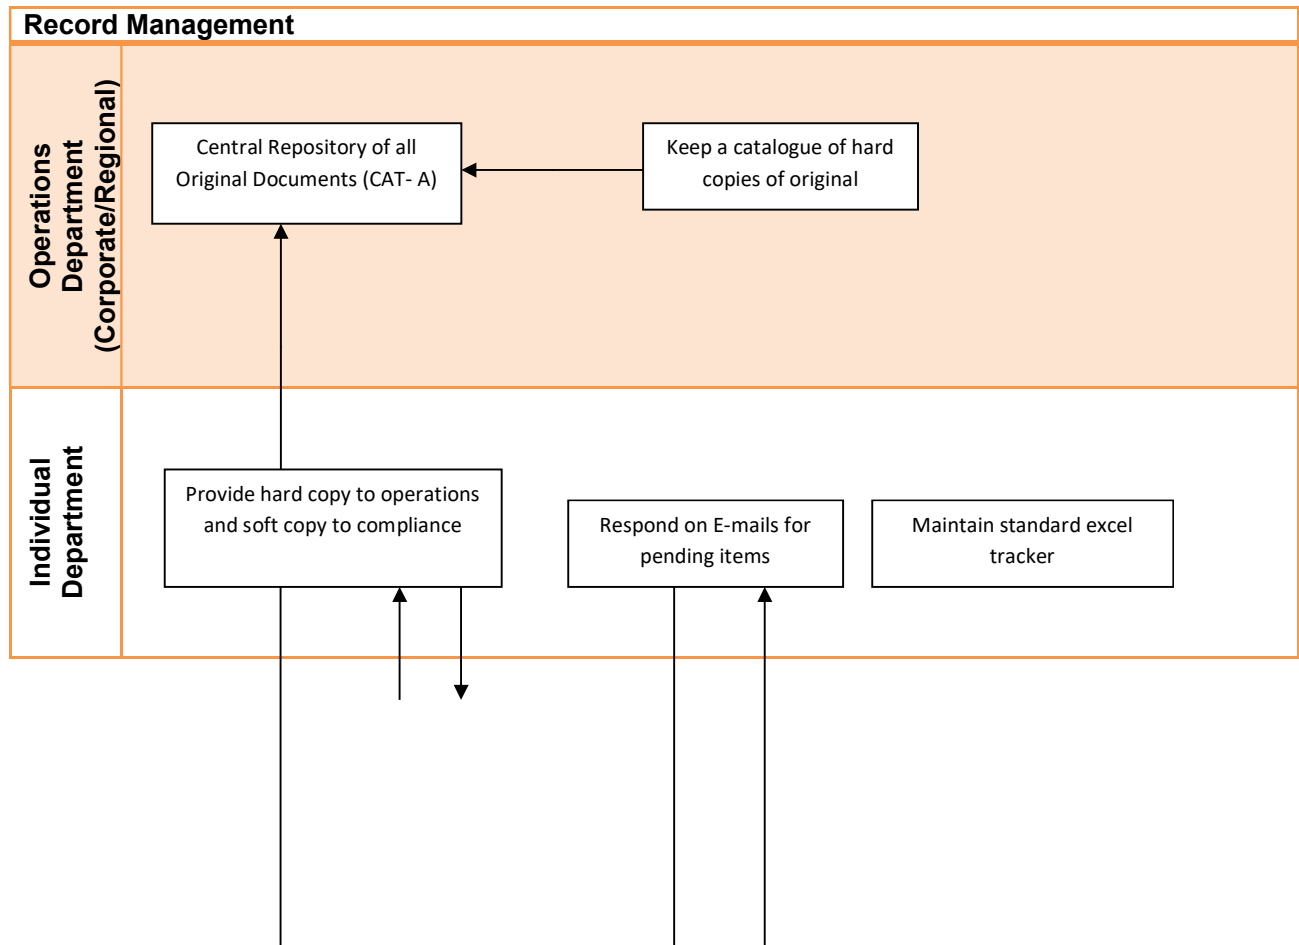 Record Management
Operations
Department
(Corporate/Regional)
Central Repository of all
Original Documents (CAT- A)
Keep a catalogue of hard
copies of original
Individual
Department
Provide hard copy to operations
and soft copy to compliance
Respond on E-mails for
pending items
Maintain standard excel
tracker